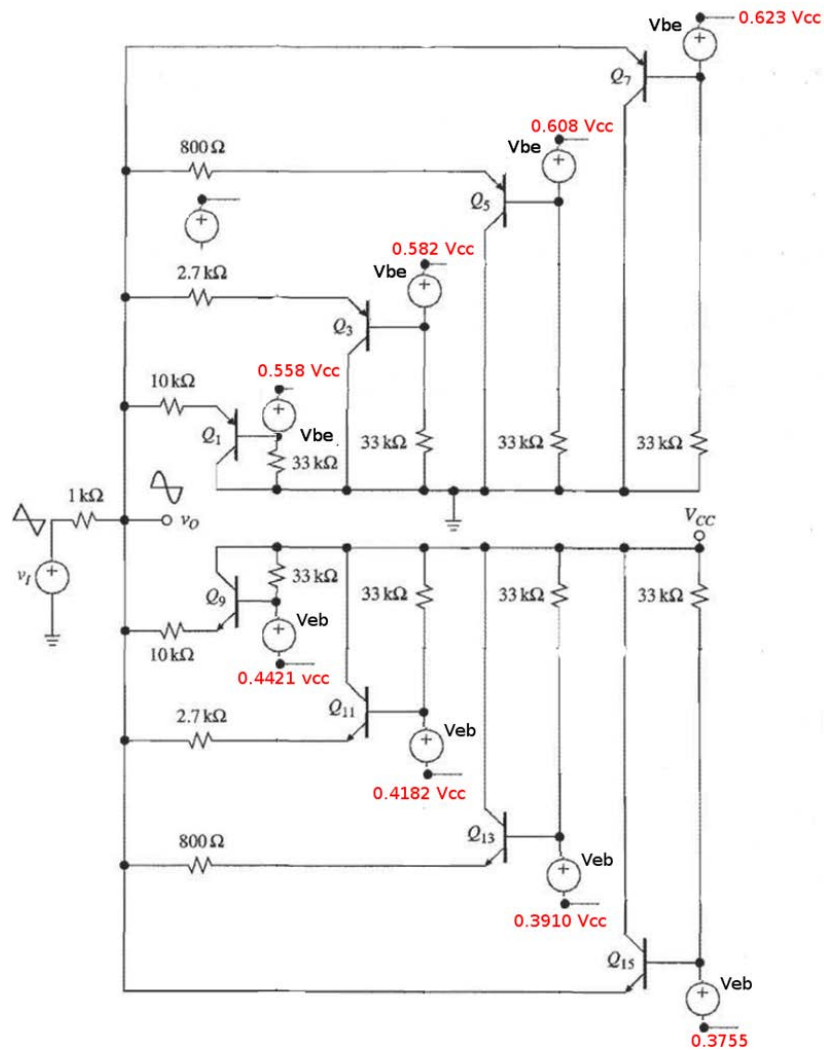 0.623 Vcc
Vbe
Q7
0.608 Vcc
Vbe
800 Ω
Q5
0.582 Vcc
Vbe
2.7 kΩ
Q3
0.558 Vcc
10 kΩ
Q1
Vbe
33 kΩ
33 kΩ
33 kΩ
33 kΩ
1 kΩ
vO
VCC
vI
Q9
33 kΩ
33 kΩ
33 kΩ
33 kΩ
Veb
10 kΩ
0.4421 vcc
Q11
2.7 kΩ
Veb
0.4182 Vcc
Q13
800 Ω
Veb
0.3910 Vcc
Q15
Veb
0.3755